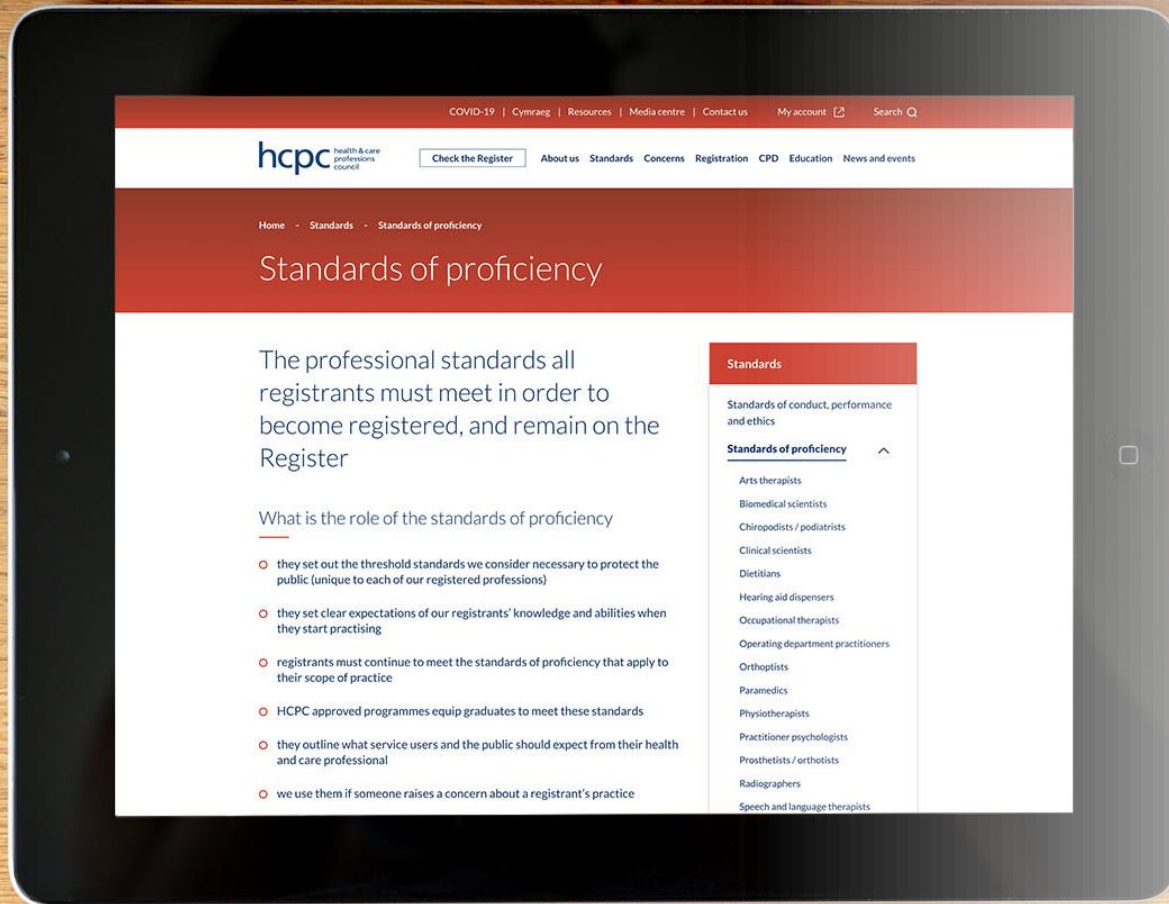 COVID-19 | Cymraeg | Resources | Media centre | Contact us My account Search
hcpc health & care
professions
council
Check the Register About us Standards Concerns Registration CPD Education News and events
Home - Standards - Standards of proficiency
Standards of proficiency
The professional standards all
registrants must meet in order to
become registered, and remain on the
Register
What is the role of the standards of proficiency
they set out the threshold standards we consider necessary to protect the
public (unique to each of our registered professions)
they set clear expectations of our registrants' knowledge and abilities when
they start practising
registrants must continue to meet the standards of proficiency that apply to
their scope of practice
HCPC approved programmes equip graduates to meet these standards
they outline what service users and the public should expect from their health
and care professional
we use them if someone raises a concern about a registrant's practice
Standards
Standards of conduct, performance
and ethics
Standards of proficiency
Arts therapists
Biomedical scientists
Chiropodists / podiatrists
Clinical scientists
Dietitians
Hearing aid dispensers
Occupational therapists
Operating department practitioners
Orthoptists
Paramedics
Physiotherapists
Practitioner psychologists
Prosthetists / orthotists
Radiographers
Speech and language therapists